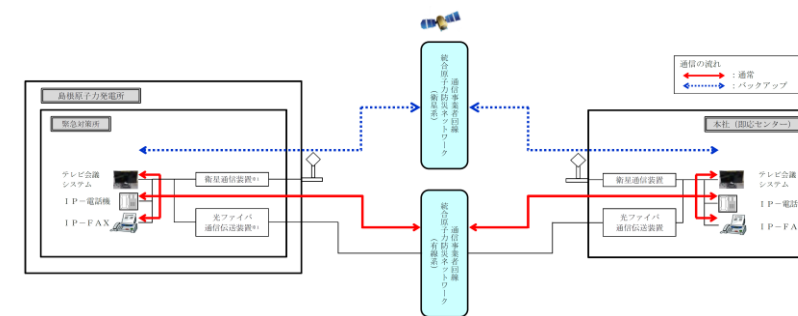 通信事業者回線
統合原子力防災ネットワーク
(衛星系)
通信の流れ
:通常
:バックアップ
島根原子力発電所
緊急対策所
本社(即応センター)
テレビ会議
システム
IP-電話機
IP-FAX
衛星通信装置
光ファイバ
通信伝送装置
通信事業者回線
統合原子力防災ネットワーク
(有線系)
衛星通信装置
光ファイバ
通信伝送装置
テレビ会議
システム
IP-電話
IP-FA